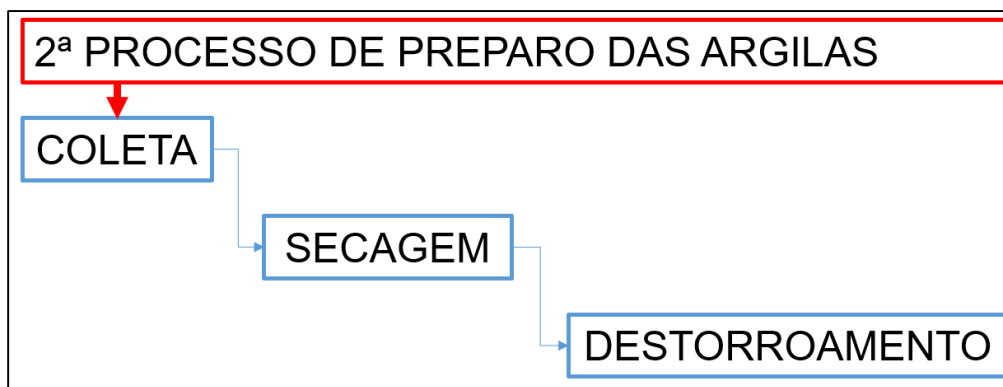 2ª PROCESSO DE PREPARO DAS ARGILAS
COLETA
SECAGEM
DESTORROAMENTO